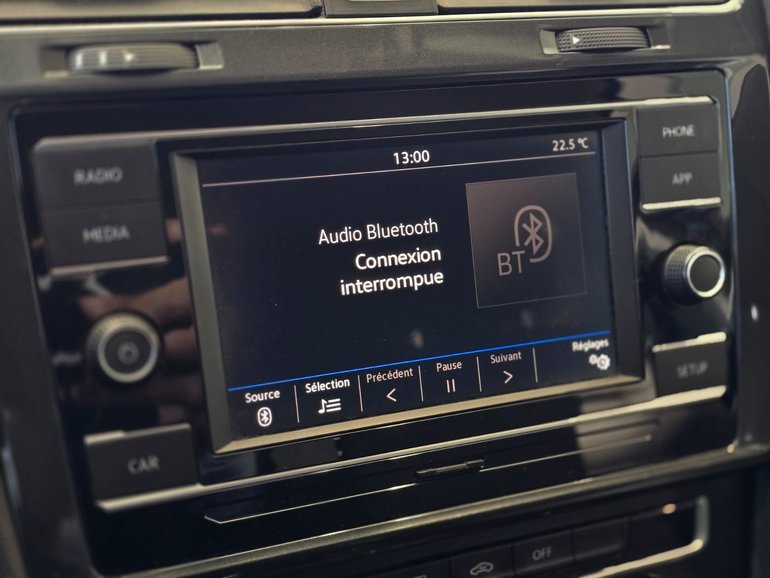 13:00
22.5 °C
RADIO
MEDIA
PHONE
APP
Audio Bluetooth
Connexion
interrompue
BT
Source
Sélection
Précédent
Pause
Suivant
Réglages
SETUP
CAR
OFF